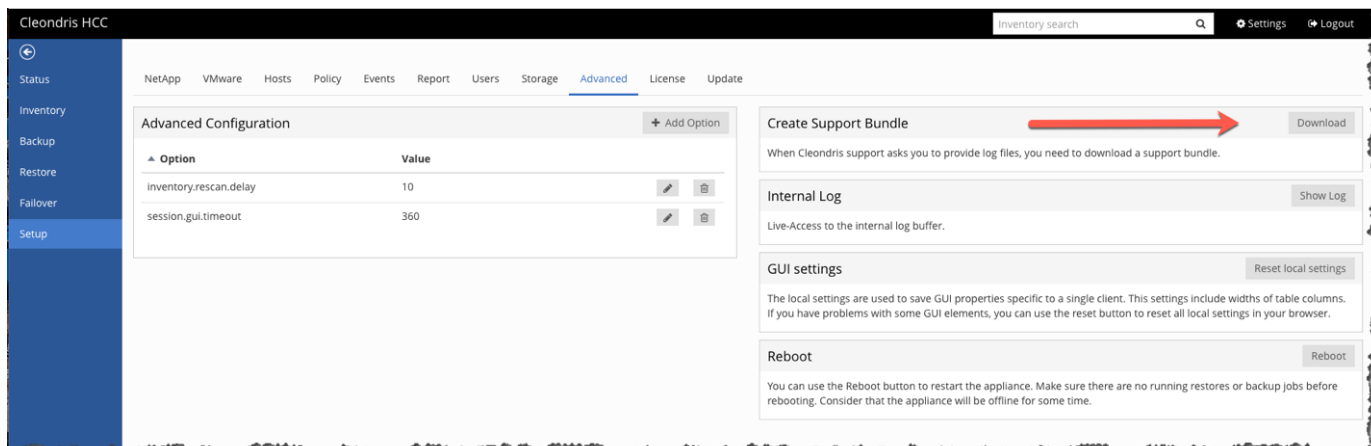 Cleondris HCC
Inventory search
Settings
Logout
Status
Inventory
Backup
Restore
Failover
Setup
NetApp VMware Hosts Policy Events Report Users Storage Advanced License Update
Advanced Configuration
+ Add Option
Option Value
inventory.rescan.delay 10
session.gui.timeout 360
Create Support Bundle
Download
When Cleondris support asks you to provide log files, you need to download a support bundle.
Internal Log
Show Log
Live-Access to the internal log buffer.
GUI settings
Reset local settings
The local settings are used to save GUI properties specific to a single client. This settings include widths of table columns.
If you have problems with some GUI elements, you can use the reset button to reset all local settings in your browser.
Reboot
Reboot
You can use the Reboot button to restart the appliance. Make sure there are no running restores or backup jobs before
rebooting. Consider that the appliance will be offline for some time.